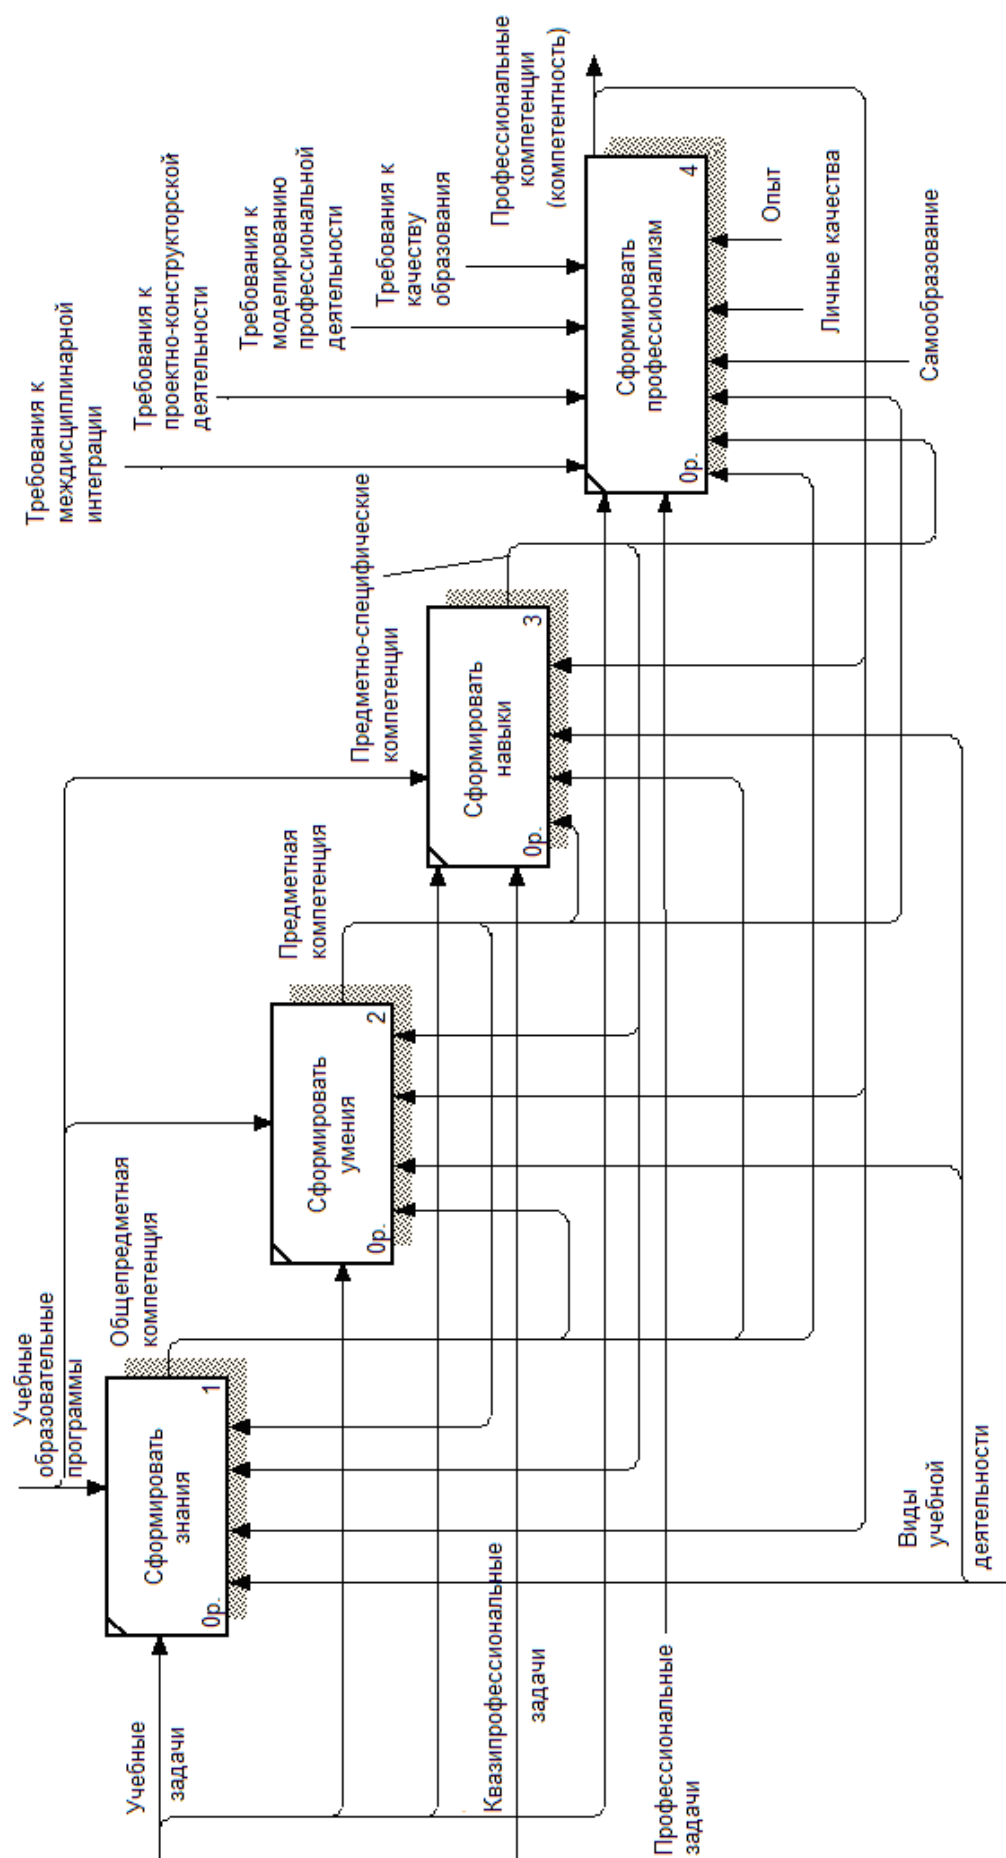 Учебные
образовательные
программы
Общепредметная
компетенция
Предметная
компетенция
Предметно-специфические
компетенции
Требования к
междисциплинарной
интеграции
Требования к
проектно-конструкторской
деятельности
Требования к
моделированию
профессиональной
деятельности
Требования к
качеству
образования
Профессиональные
компетенции
(компетентность)
Учебные
задачи
Сформировать
знания
0р.
1
Сформировать
умения
0р.
2
Сформировать
навыки
0р.
3
Сформировать
профессионализм
0р.
4
Квазипрофессиональные
задачи
Профессиональные
задачи
Виды
учебной
деятельности
Самообразование
Личные качества
Опыт